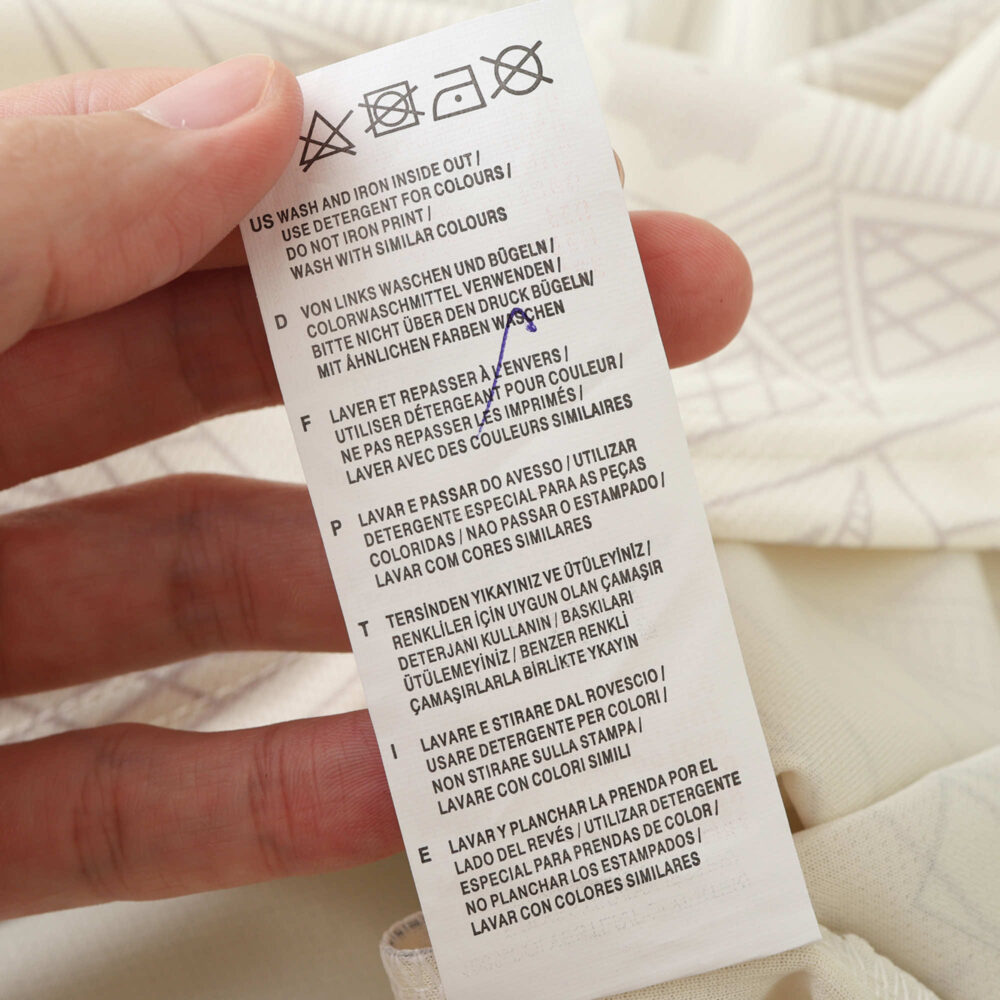 US WASH AND IRON INSIDE OUT /
USE DETERGENT FOR COLOURS /
DO NOT IRON PRINT /
WASH WITH SIMILAR COLOURS
D VON LINKS WASCHEN UND BÜGELN /
COLORWASCHMITTEL VERWENDEN /
BITTE NICHT ÜBER DEN DRUCK BÜGELN/
MIT ÄHNLICHEN FARBEN WASCHEN
F LAVER ET REPASSER À L'ENVERS /
UTILISER DÉTERGEANT POUR COULEUR /
NE PAS REPASSER LES IMPRIMÉS /
LAVER AVEC DES COULEURS SIMILAIRES
P LAVAR E PASSAR DO AVESSO / UTILIZAR
DETERGENTE ESPECIAL PARA AS PEÇAS
COLORIDAS / NAO PASSAR O ESTAMPADO /
LAVAR COM CORES SIMILARES
T TERSİNDEN YIKAYINIZ VE ÜTÜLEYİNİZ /
RENKLİLER İÇİN UYGUN OLAN ÇAMAŞIR
DETERJANI KULLANIN / BASKILARI
ÜTÜLEMEYİNİZ / BENZER RENKLİ
ÇAMAŞIRLARLA BİRLİKTE YKAYIN
I LAVARE E STIRARE DAL ROVESCIO /
USARE DETERGENTE PER COLORI /
NON STIRARE SULLA STAMPA /
LAVARE CON COLORI SIMILI
E LAVAR Y PLANCHAR LA PRENDA POR EL
LADO DEL REVÉS / UTILIZAR DETERGENTE
ESPECIAL PARA PRENDAS DE COLOR /
NO PLANCHAR LOS ESTAMPADOS /
LAVAR CON COLORES SIMILARES